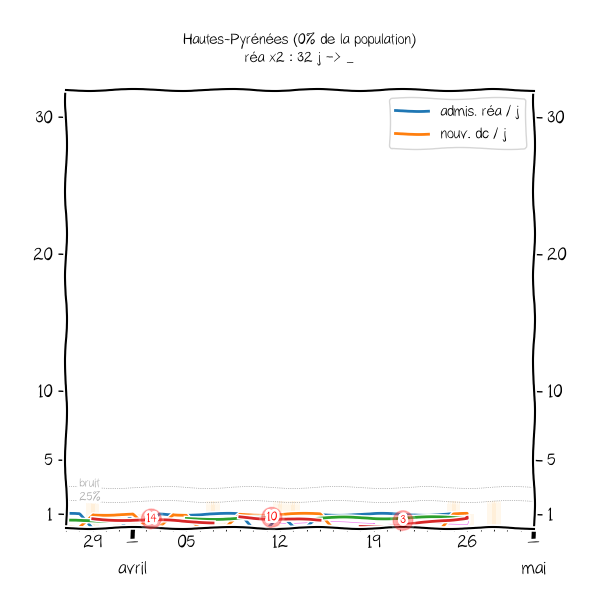 Hautes-Pyrénées (0% de la population)
réa x2 : 32 j -> _
admis. réa / j
nouv. dc / j
30
30
20
20
10
10
5
5
bruit
25%
1
14
10
3
1
29
05
12
19
26
avril
mai